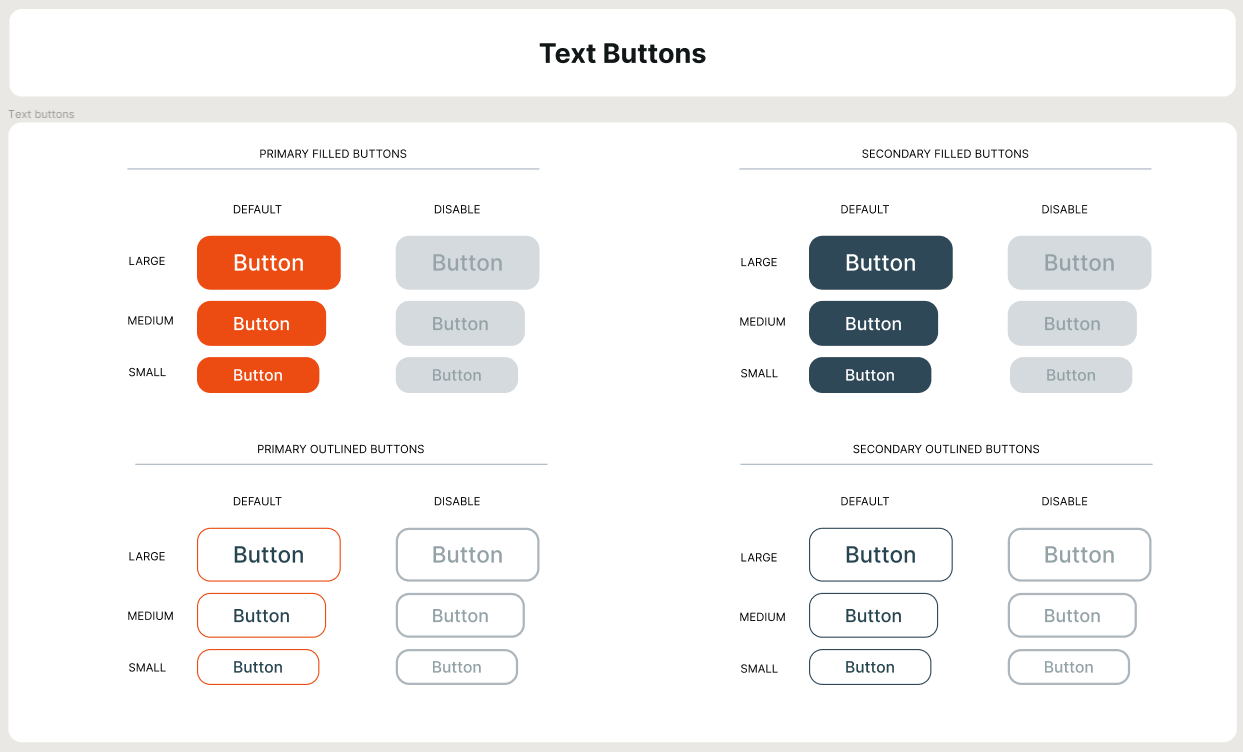 Text Buttons
Text buttons
PRIMARY FILLED BUTTONS
DEFAULT DISABLE
LARGE Button Button
MEDIUM Button Button
SMALL Button Button
SECONDARY FILLED BUTTONS
DEFAULT DISABLE
LARGE Button Button
MEDIUM Button Button
SMALL Button Button
PRIMARY OUTLINED BUTTONS
DEFAULT DISABLE
LARGE Button Button
MEDIUM Button Button
SMALL Button Button
SECONDARY OUTLINED BUTTONS
DEFAULT DISABLE
LARGE Button Button
MEDIUM Button Button
SMALL Button Button